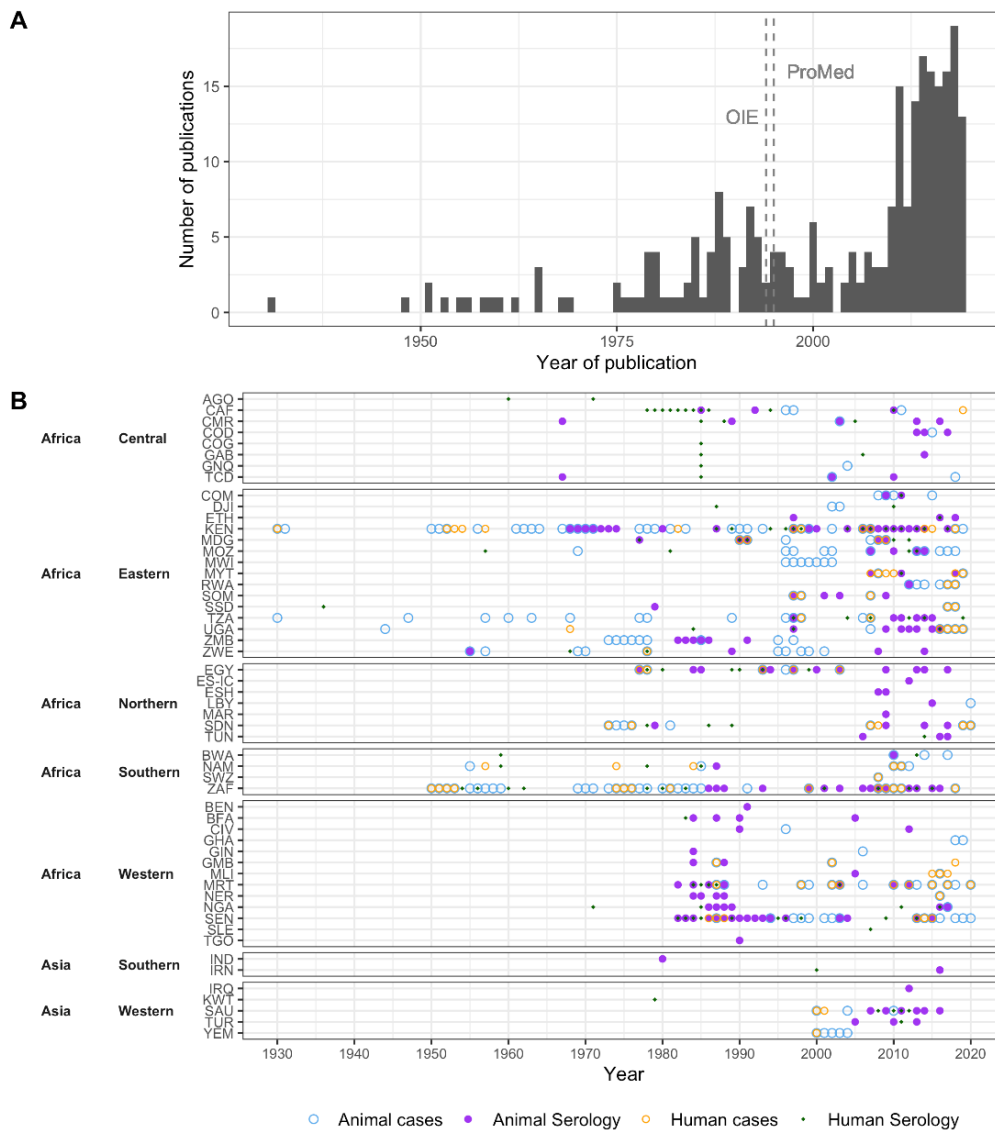 A
Number of publications
15
10
5
0
OIE
ProMed
1950 1975 2000
Year of publication
B
Africa Central
AGO
CAF
CMR
COD
COG
GAB
GNQ
TCD
Africa Eastern
COM
DJI
ETH
KEN
MDG
MOZ
MWI
MYT
RWA
SOM
SSD
TZA
UGA
ZMB
ZWE
Africa Northern
EGY
ES-IC
ESH
LBY
MAR
SDN
TUN
Africa Southern
BWA
NAM
SWZ
ZAF
Africa Western
BEN
BFA
CIV
GHA
GIN
GMB
MLI
MRT
NER
NGA
SEN
SLE
TGO
Asia Southern
IND
IRN
Asia Western
IRQ
KWT
SAU
TUR
YEM
1930 1940 1950 1960 1970 1980 1990 2000 2010 2020
Year
Animal cases Animal Serology Human cases Human Serology